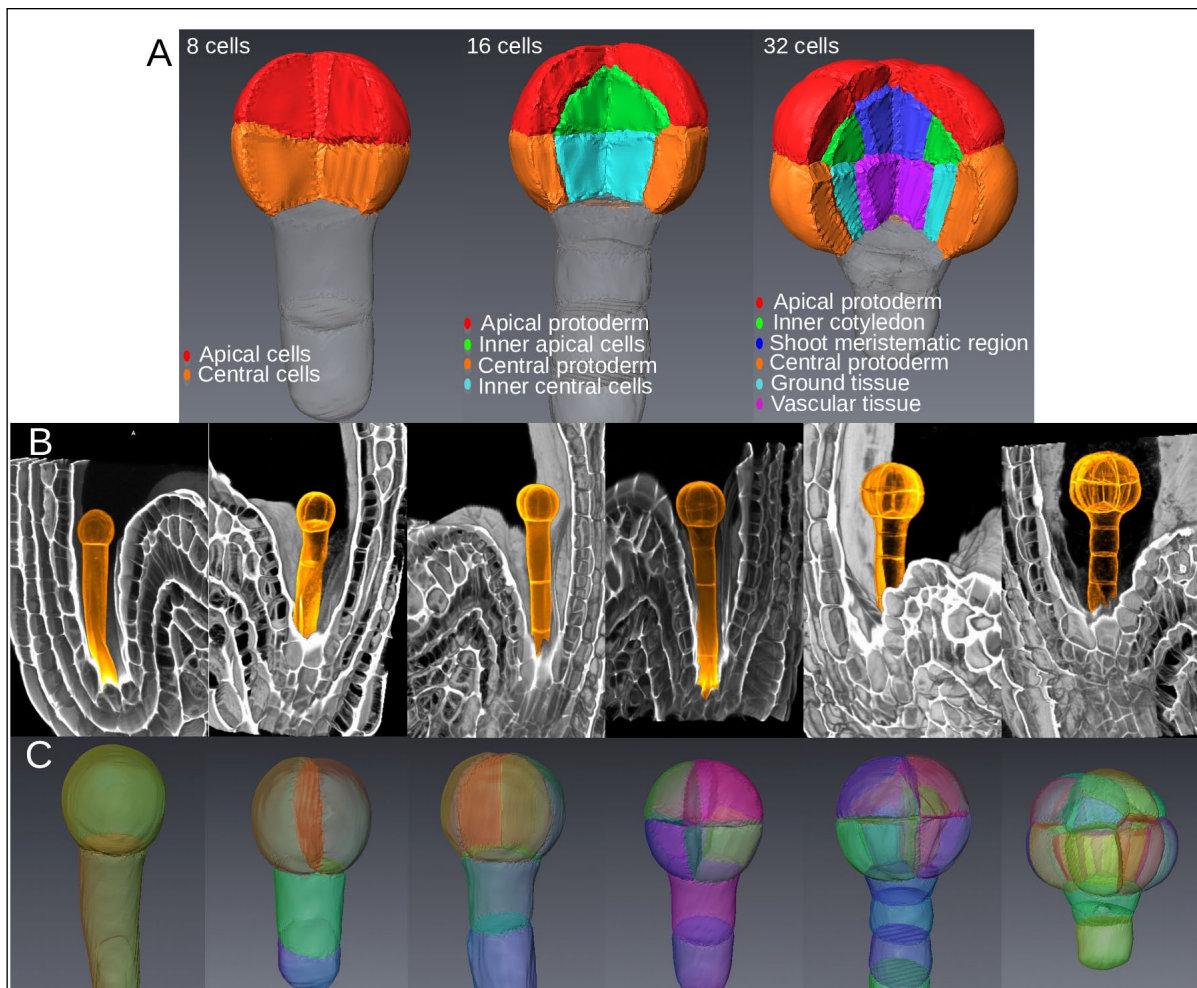 A
8 cells
16 cells
32 cells
Apical cells
Central cells
Apical protoderm
Inner apical cells
Central protoderm
Inner central cells
Apical protoderm
Inner cotyledon
Shoot meristematic region
Central protoderm
Ground tissue
Vascular tissue
B
A
C